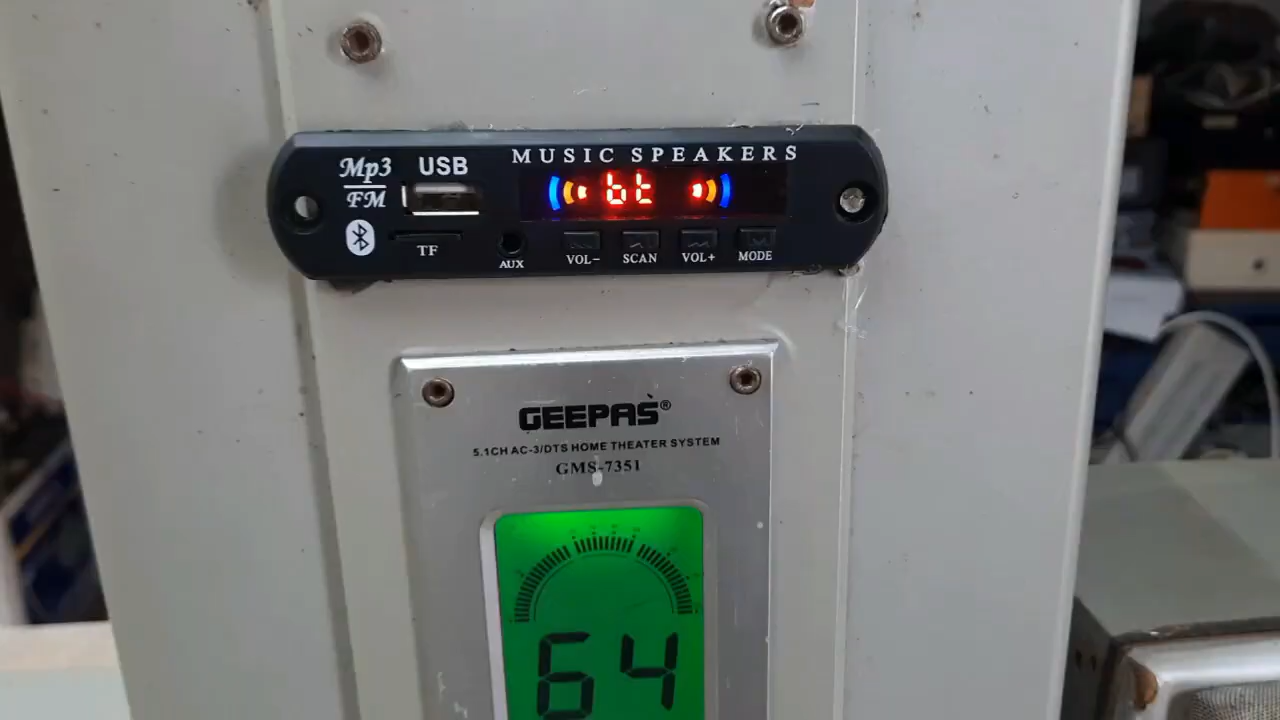 MUSIC SPEAKERS
Mp3
FM
USB
bt
TF
AUX
VOL-
SCAN
VOL+
MODE
GEEPAS®
5.1CH AC-3/DTS HOME THEATER SYSTEM
GMS-7351
64